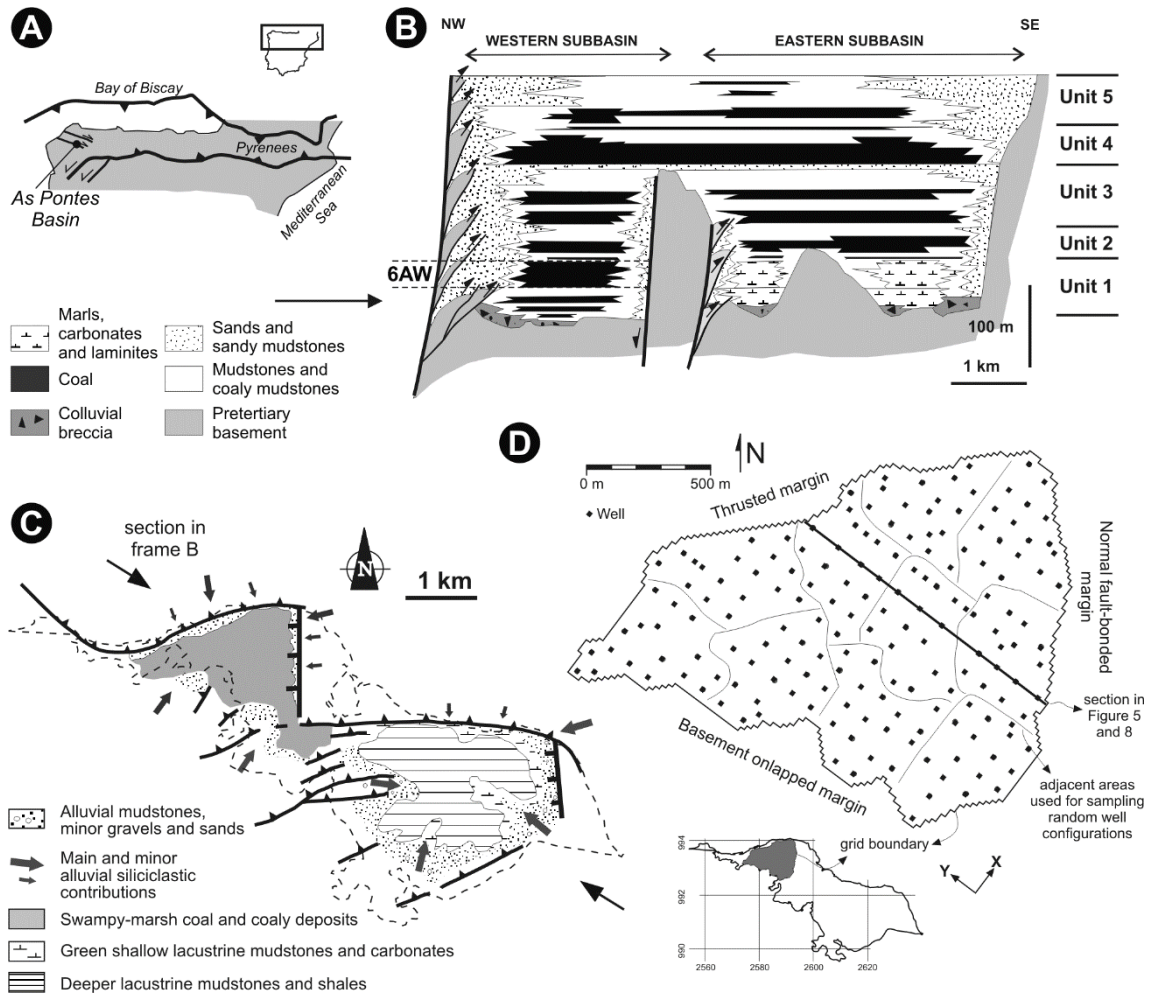 A
Bay of Biscay
Pyrenees
As Pontes
Basin
Mediterranean
Sea
Marls,
carbonates
and laminites
Coal
Colluvial
breccia
Sands and
sandy mudstones
Mudstones and
coaly mudstones
Pretertiary
basement
B
NW
SE
WESTERN SUBBASIN
EASTERN SUBBASIN
Unit 5
Unit 4
Unit 3
Unit 2
Unit 1
6AW
100 m
1 km
C
section in
frame B
N
1 km
Alluvial mudstones,
minor gravels and sands
Main and minor
alluvial siliciclastic
contributions
Swampy-marsh coal and coaly deposits
Green shallow lacustrine mudstones and carbonates
Deeper lacustrine mudstones and shales
D
N
0 m
500 m
Well
Thrusted margin
Normal fault-bonded
margin
Basement onlapped margin
section in
Figure 5
and 8
adjacent areas
used for sampling
random well
configurations
grid boundary
Y
X
994
992
990
2560
2580
2600
2620